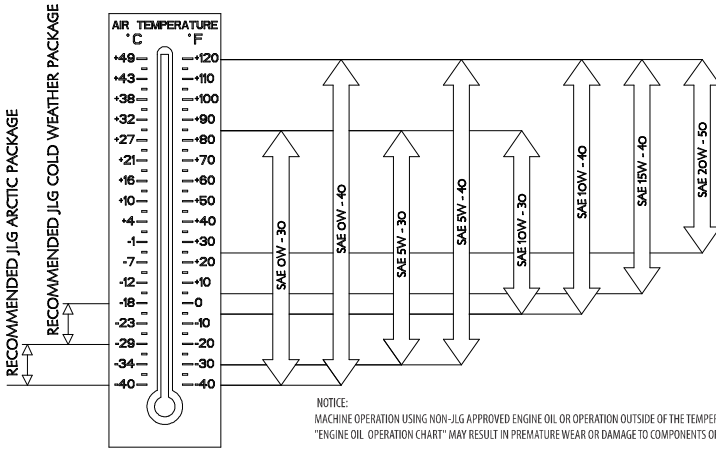 AIR TEMPERATURE
°C °F
+49 +120
+43 +110
+38 +100
+32 +90
+27 +80
+21 +70
+16 +60
+10 +50
+4 +40
-1 +30
-7 +20
-12 +10
-18 0
-23 -10
-29 -20
-34 -30
-40 -40
RECOMMENDED JLG ARCTIC PACKAGE
RECOMMENDED JLG COLD WEATHER PACKAGE
SAE 0W - 30
SAE 0W - 40
SAE 5W - 30
SAE 5W - 40
SAE 10W - 30
SAE 10W - 40
SAE 15W - 40
SAE 20W - 50
NOTICE:
MACHINE OPERATION USING NON-JLG APPROVED ENGINE OIL OR OPERATION OUTSIDE OF THE TEMPER
"ENGINE OIL OPERATION CHART" MAY RESULT IN PREMATURE WEAR OR DAMAGE TO COMPONENTS O